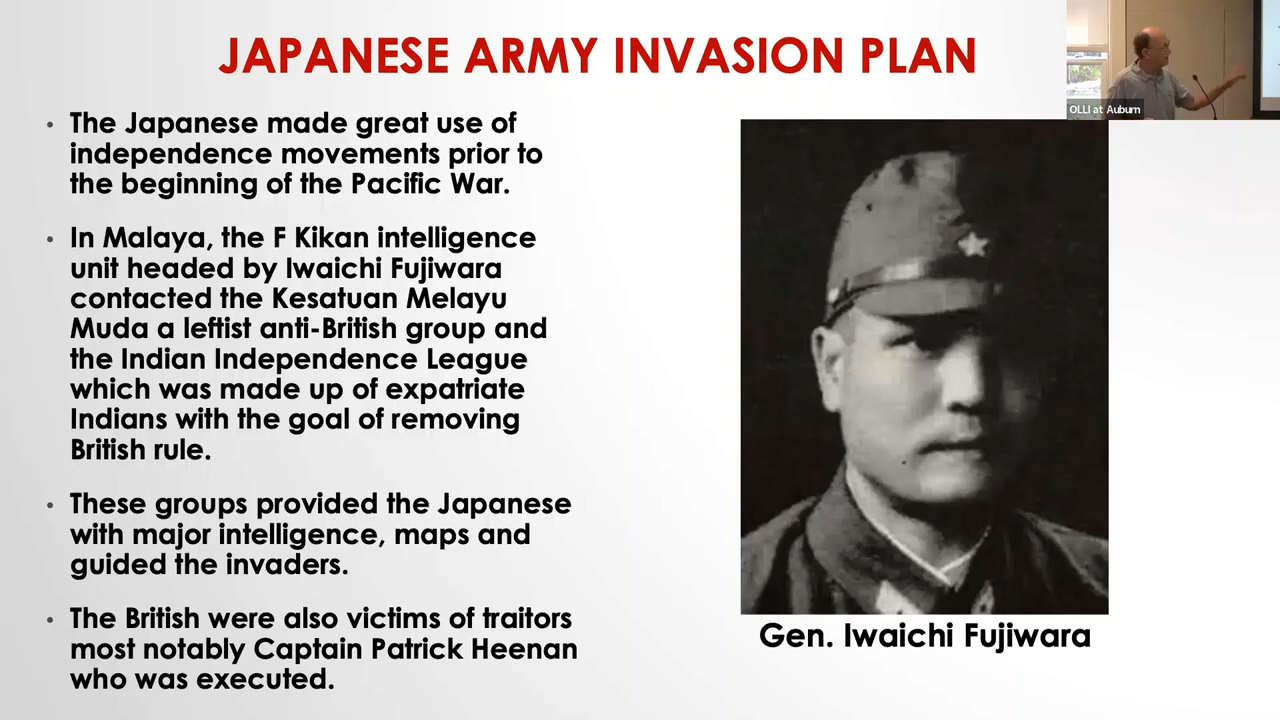 JAPANESE ARMY INVASION PLAN
OLLI at Auburn
• The Japanese made great use of
independence movements prior to
the beginning of the Pacific War.
• In Malaya, the F Kikan intelligence
unit headed by Iwaichi Fujiwara
contacted the Kesatuan Melayu
Muda a leftist anti-British group and
the Indian Independence League
which was made up of expatriate
Indians with the goal of removing
British rule.
• These groups provided the Japanese
with major intelligence, maps and
guided the invaders.
• The British were also victims of traitors
most notably Captain Patrick Heenan
who was executed.
Gen. Iwaichi Fujiwara